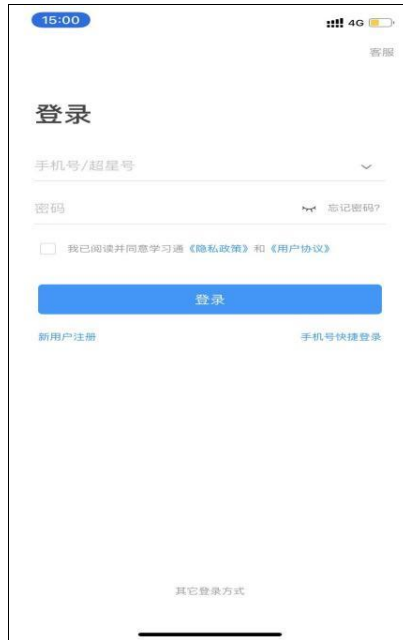 15:00 4G
客服
登录
手机号/超星号
密码 忘记密码?
我已阅读并同意学习通《隐私政策》和《用户协议》
登录
新用户注册 手机号快捷登录
其它登录方式